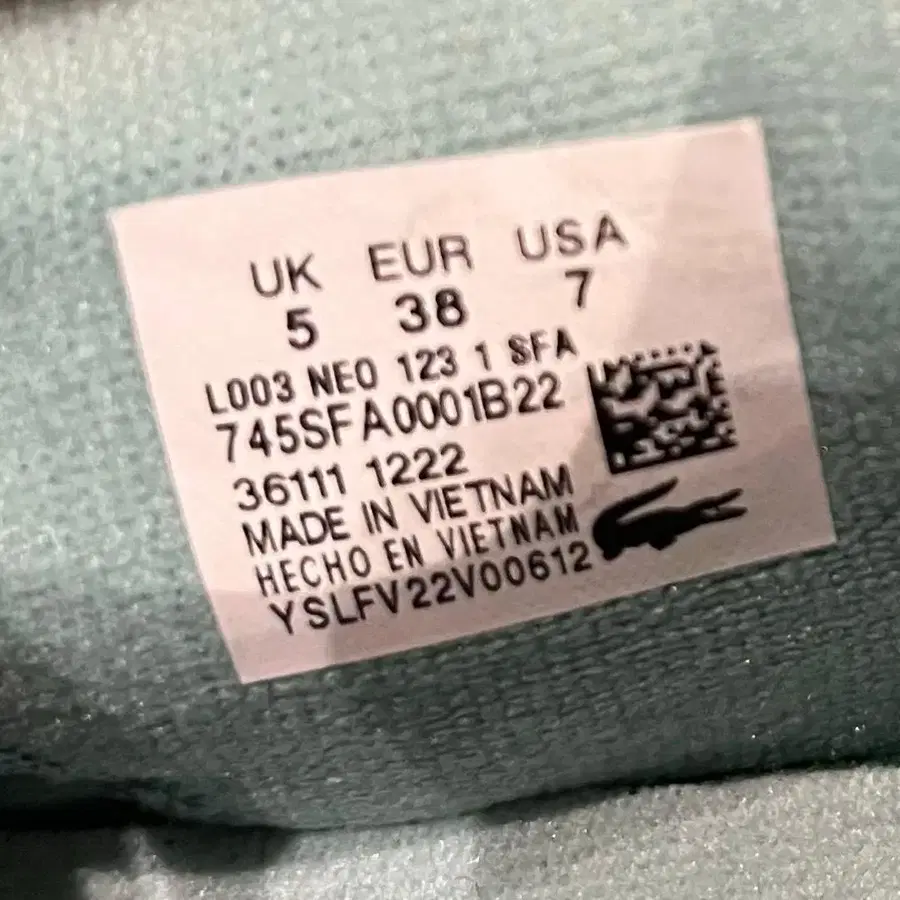 UK EUR USA
5 38 7
L003 NEO 123 1 SFA
745SFA0001B22
36111 1222
MADE IN VIETNAM
HECHO EN VIETNAM
YSLFV22V00612